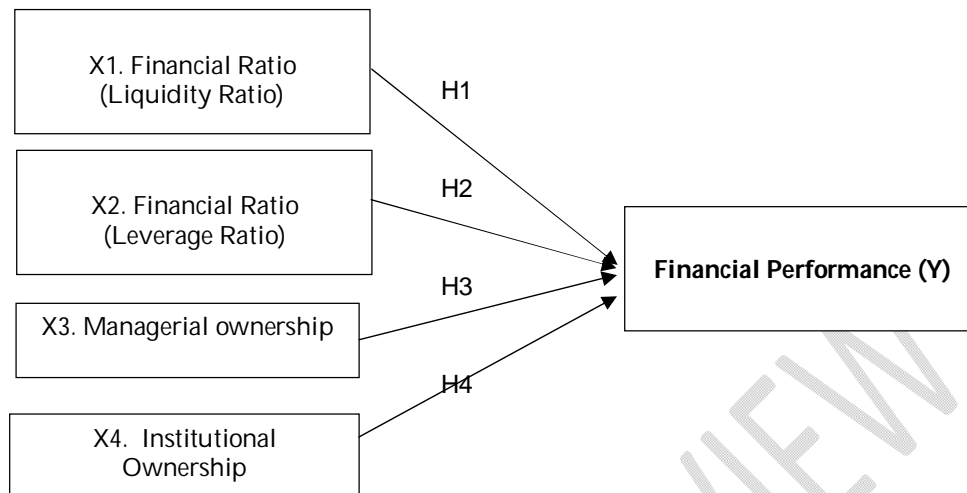 X1. Financial Ratio
(Liquidity Ratio)
H1
X2. Financial Ratio
(Leverage Ratio)
H2
X3. Managerial ownership
H3
X4. Institutional
Ownership
H4
Financial Performance (Y)
VIEW